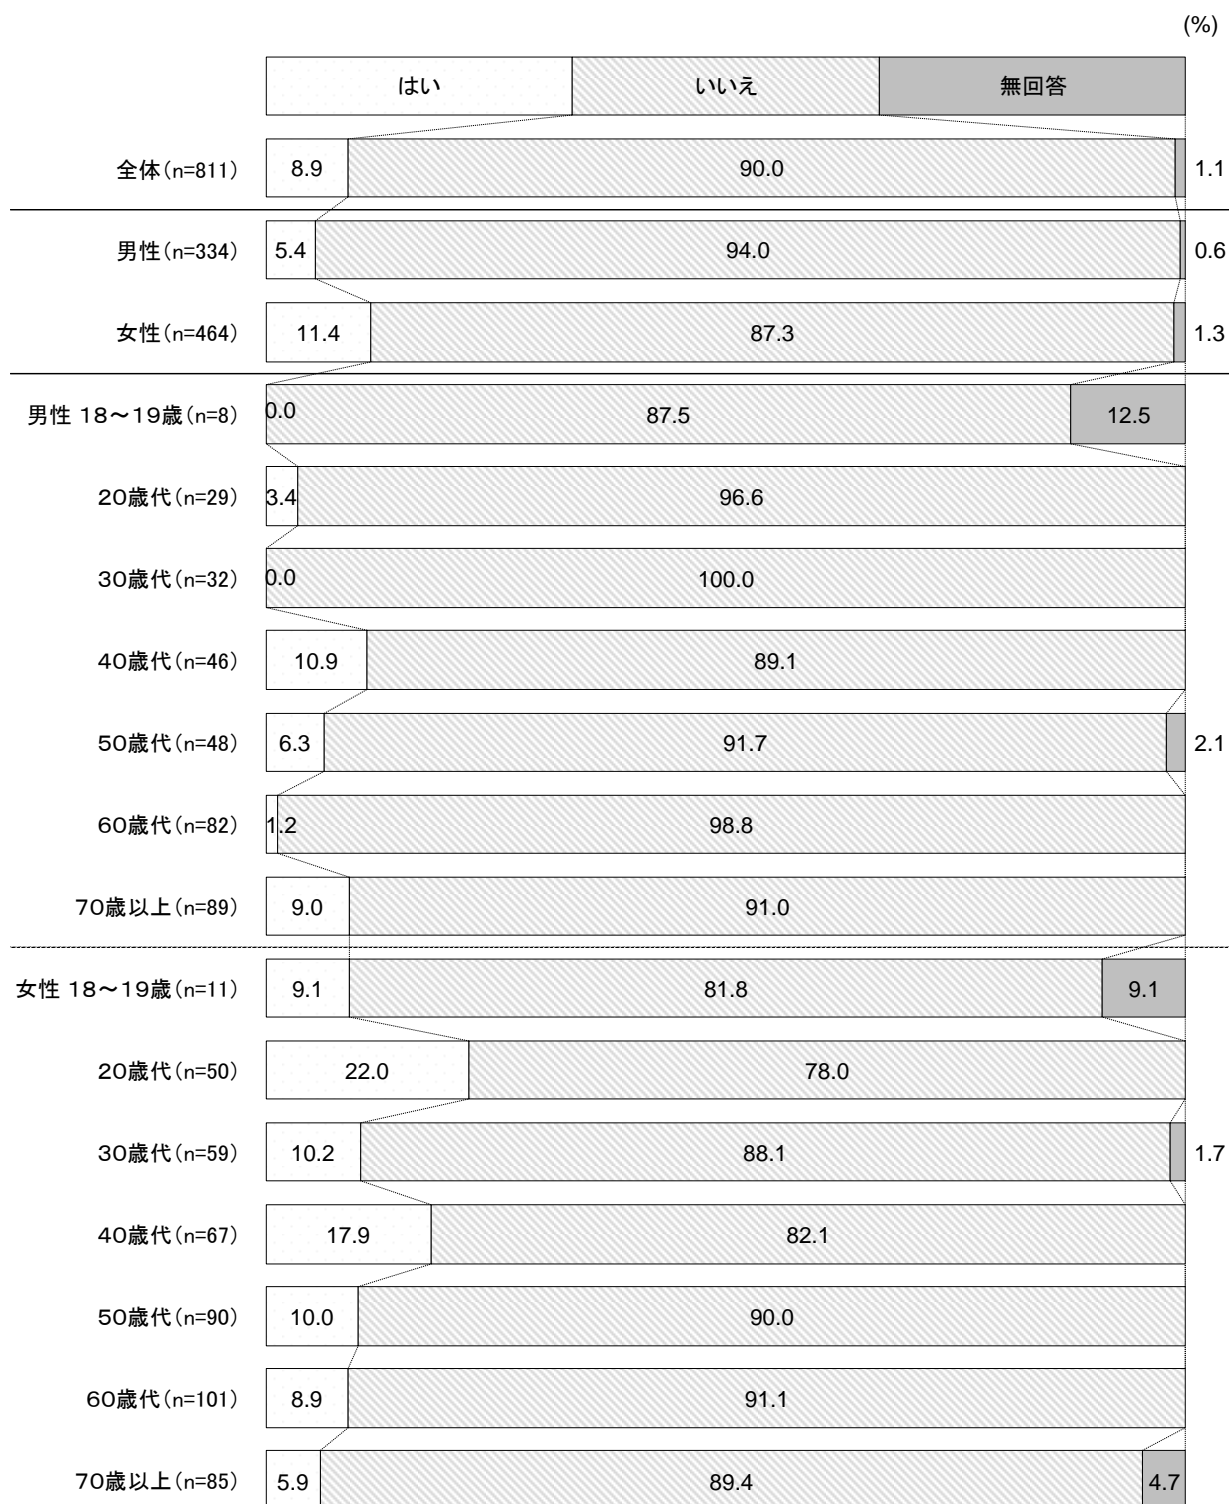 (%)
はい いいえ 無回答
全体(n=811) 8.9 90.0 1.1
男性(n=334) 5.4 94.0 0.6
女性(n=464) 11.4 87.3 1.3
男性 18~19歳(n=8) 0.0 87.5 12.5
20歳代(n=29) 3.4 96.6
30歳代(n=32) 0.0 100.0
40歳代(n=46) 10.9 89.1
50歳代(n=48) 6.3 91.7 2.1
60歳代(n=82) 1.2 98.8
70歳以上(n=89) 9.0 91.0
女性 18~19歳(n=11) 9.1 81.8 9.1
20歳代(n=50) 22.0 78.0
30歳代(n=59) 10.2 88.1 1.7
40歳代(n=67) 17.9 82.1
50歳代(n=90) 10.0 90.0
60歳代(n=101) 8.9 91.1
70歳以上(n=85) 5.9 89.4 4.7